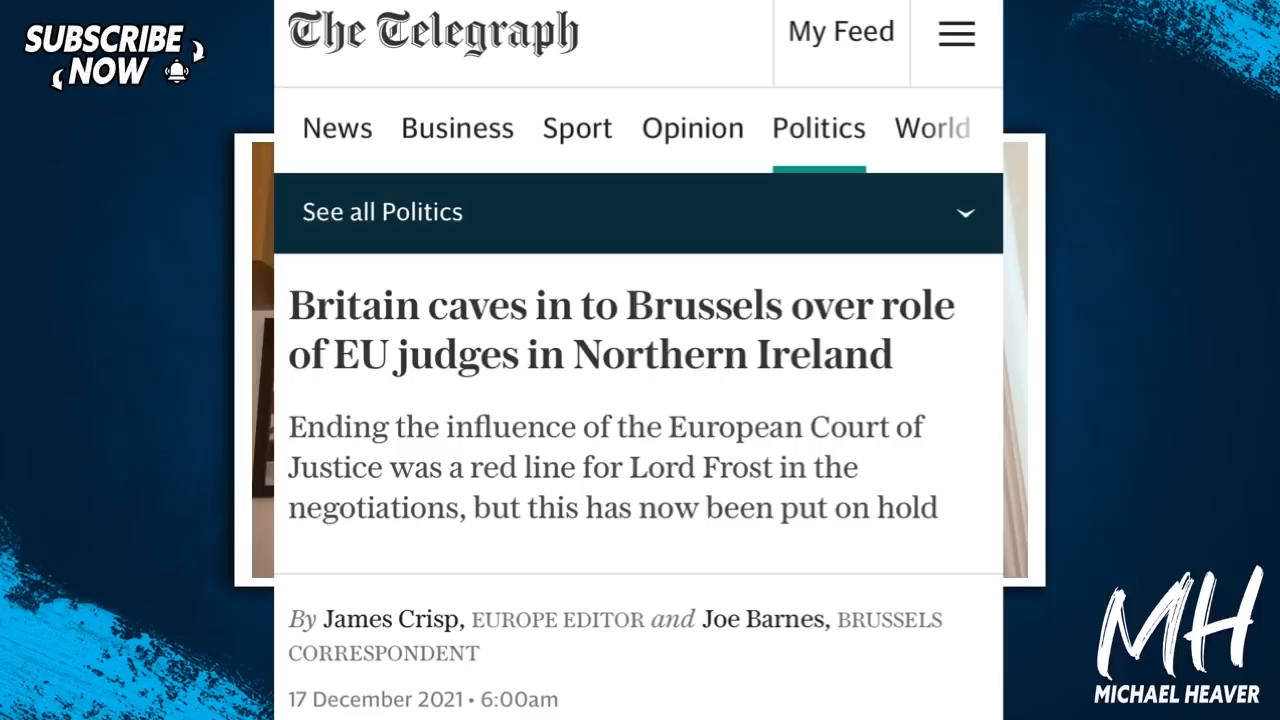 SUBSCRIBE
NOW
The Telegraph
My Feed
News Business Sport Opinion Politics World
See all Politics
Britain caves in to Brussels over role
of EU judges in Northern Ireland
Ending the influence of the European Court of
Justice was a red line for Lord Frost in the
negotiations, but this has now been put on hold
By James Crisp, EUROPE EDITOR and Joe Barnes, BRUSSELS
CORRESPONDENT
17 December 2021 • 6:00am
MH
MICHAEL HEAVER